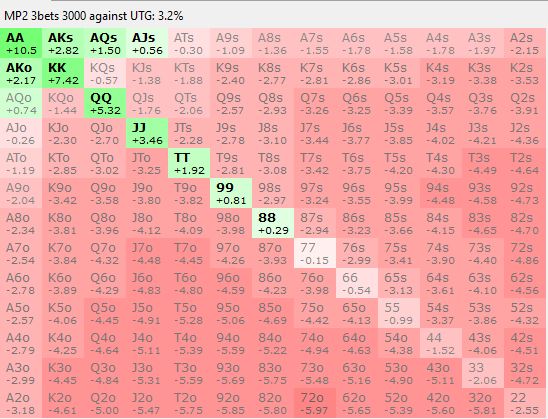 MP2 3bets 3000 against UTG: 3.2%
AA AKs AQs AJs ATs A9s A8s A7s A6s A5s A4s A3s A2s
+10.5 +2.82 +1.50 +0.56 -0.30 -1.09 -1.36 -1.55 -1.78 -1.58 -1.78 -1.97 -2.15
AKo KK KQs KJs KTs K9s K8s K7s K6s K5s K4s K3s K2s
+2.17 +7.42 -0.57 -1.38 -1.88 -2.40 -2.77 -2.81 -2.86 -3.01 -3.19 -3.38 -3.53
AQo KQo QQ QJs QTs Q9s Q8s Q7s Q6s Q5s Q4s Q3s Q2s
+0.74 -1.44 +5.32 -1.76 -2.06 -2.57 -2.93 -3.26 -3.25 -3.39 -3.57 -3.76 -3.91
AJo KJo QJo JJ JTs J9s J8s J7s J6s J5s J4s J3s J2s
-0.26 -2.30 -2.70 +3.46 -2.28 -2.78 -3.10 -3.44 -3.77 -3.85 -4.02 -4.21 -4.36
ATo KTo QTo JTo TT T9s T8s T7s T6s T5s T4s T3s T2s
-1.19 -2.85 -3.02 -3.25 +1.92 -2.81 -3.08 -3.42 -3.75 -4.20 -4.30 -4.49 -4.64
A9o K9o Q9o J9o T9o 99 98s 97s 96s 95s 94s 93s 92s
-2.04 -3.42 -3.58 -3.80 -3.82 +0.81 -2.97 -3.24 -3.55 -3.99 -4.48 -4.58 -4.73
A8o K8o Q8o J8o T8o 98o 88 87s 86s 85s 84s 83s 82s
-2.34 -3.81 -3.96 -4.12 -4.09 -3.98 +0.29 -2.94 -3.23 -3.66 -4.15 -4.65 -4.70
A7o K7o Q7o J7o T7o 97o 87o 77 76s 75s 74s 73s 72s
-2.54 -3.84 -4.32 -4.48 -4.45 -4.26 -3.93 -0.15 -2.99 -3.41 -3.90 -4.40 -4.86
A6o K6o Q6o J6o T6o 96o 86o 76o 66 65s 64s 63s 62s
-2.78 -3.89 -4.29 -4.83 -4.80 -4.59 -4.23 -3.98 -0.54 -3.13 -3.61 -4.10 -4.56
A5o K5o Q5o J5o T5o 95o 85o 75o 65o 55 54s 53s 52s
-2.57 -4.06 -4.45 -4.91 -5.28 -5.06 -4.69 -4.42 -4.13 -0.99 -3.37 -3.86 -4.32
A4o K4o Q4o J4o T4o 94o 84o 74o 64o 54o 44 43s 42s
-2.79 -4.25 -4.64 -5.11 -5.39 -5.59 -5.22 -4.94 -4.63 -4.38 -1.52 -4.06 -4.51
A3o K3o Q3o J3o T3o 93o 83o 73o 63o 53o 43o 33 32s
-2.99 -4.45 -4.84 -5.31 -5.59 -5.69 -5.75 -5.48 -5.16 -4.90 -5.11 -2.06 -4.72
A2o K2o Q2o J2o T2o 92o 82o 72o 62o 52o 42o 32o 22
-3.18 -4.61 -5.00 -5.47 -5.75 -5.85 -5.80 -5.97 -5.65 -5.39 -5.60 -5.81 -2.55